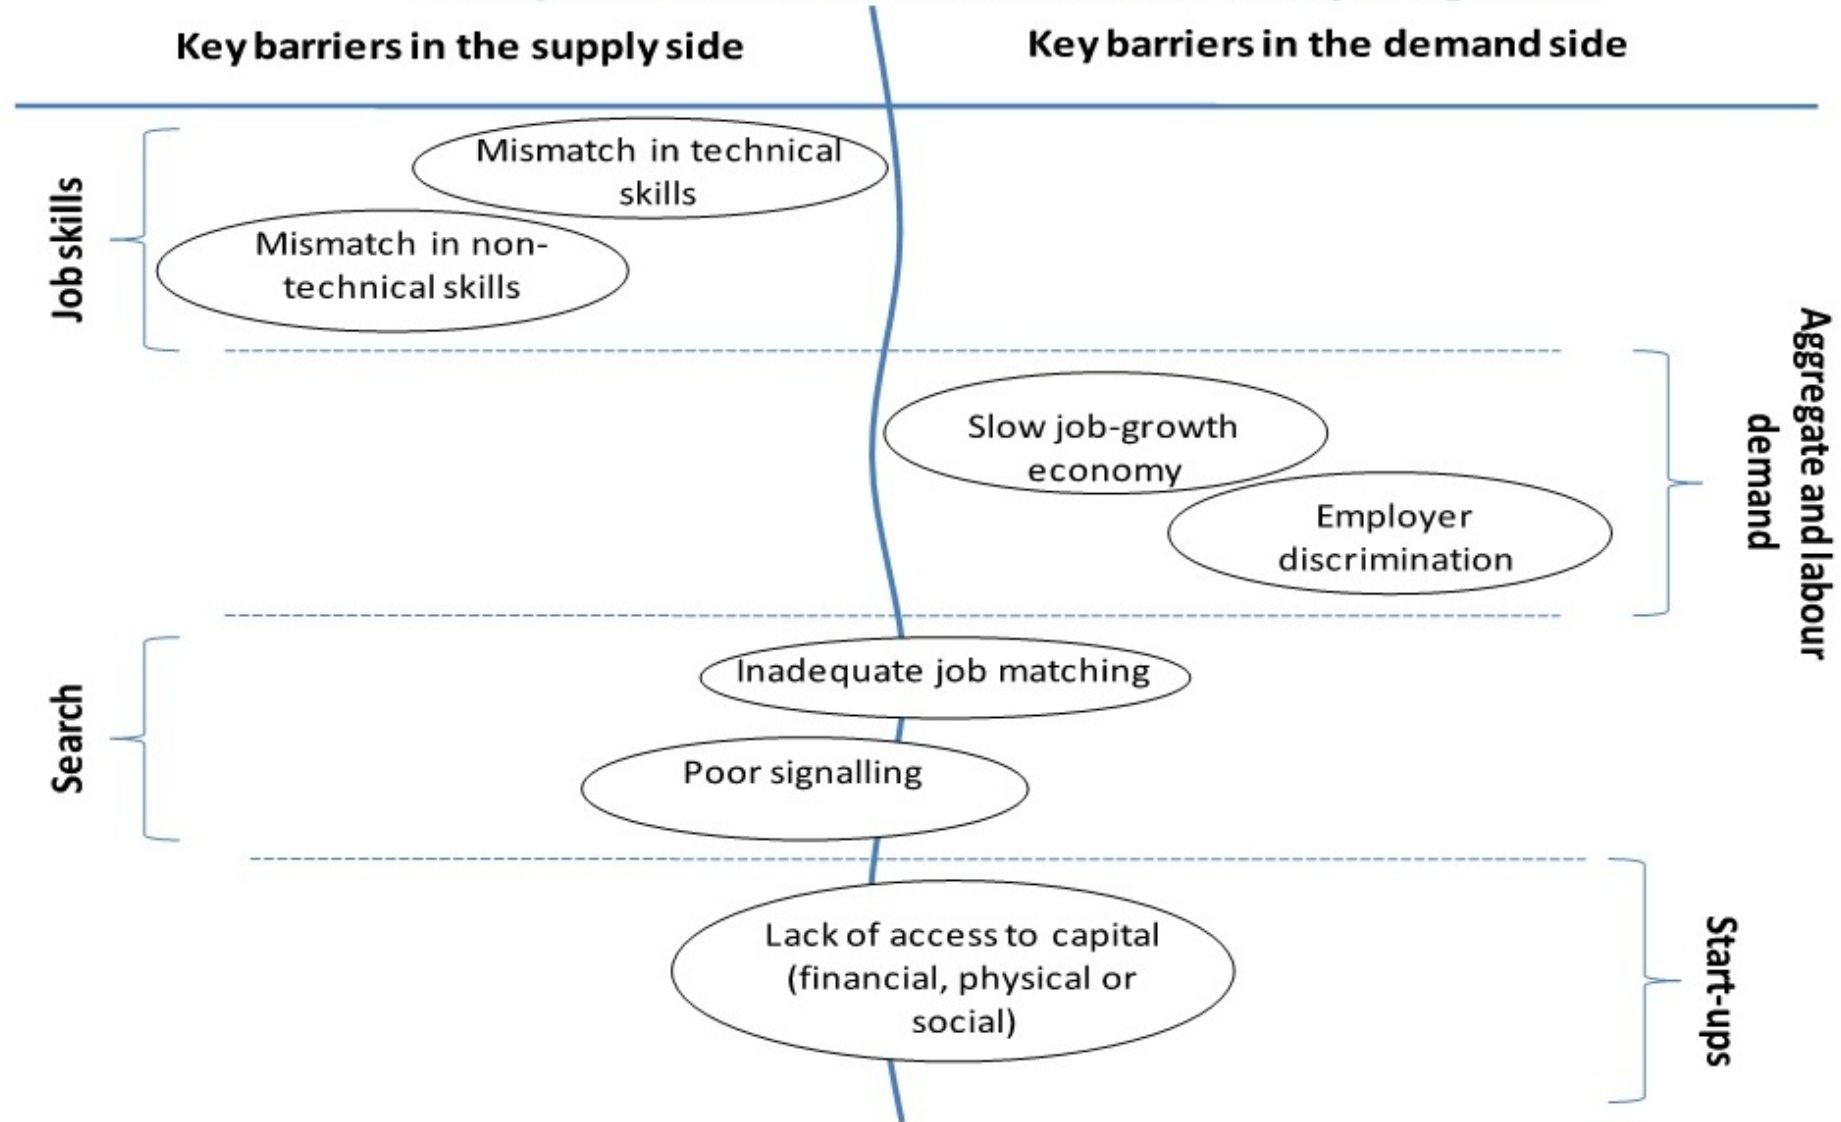 Key barriers in the supply side
Key barriers in the demand side
Job skills
Mismatch in technical
skills
Mismatch in non-
technical skills
Aggregate and labour
demand
Slow job-growth
economy
Employer
discrimination
Search
Inadequate job matching
Poor signalling
Start-ups
Lack of access to capital
(financial, physical or
social)